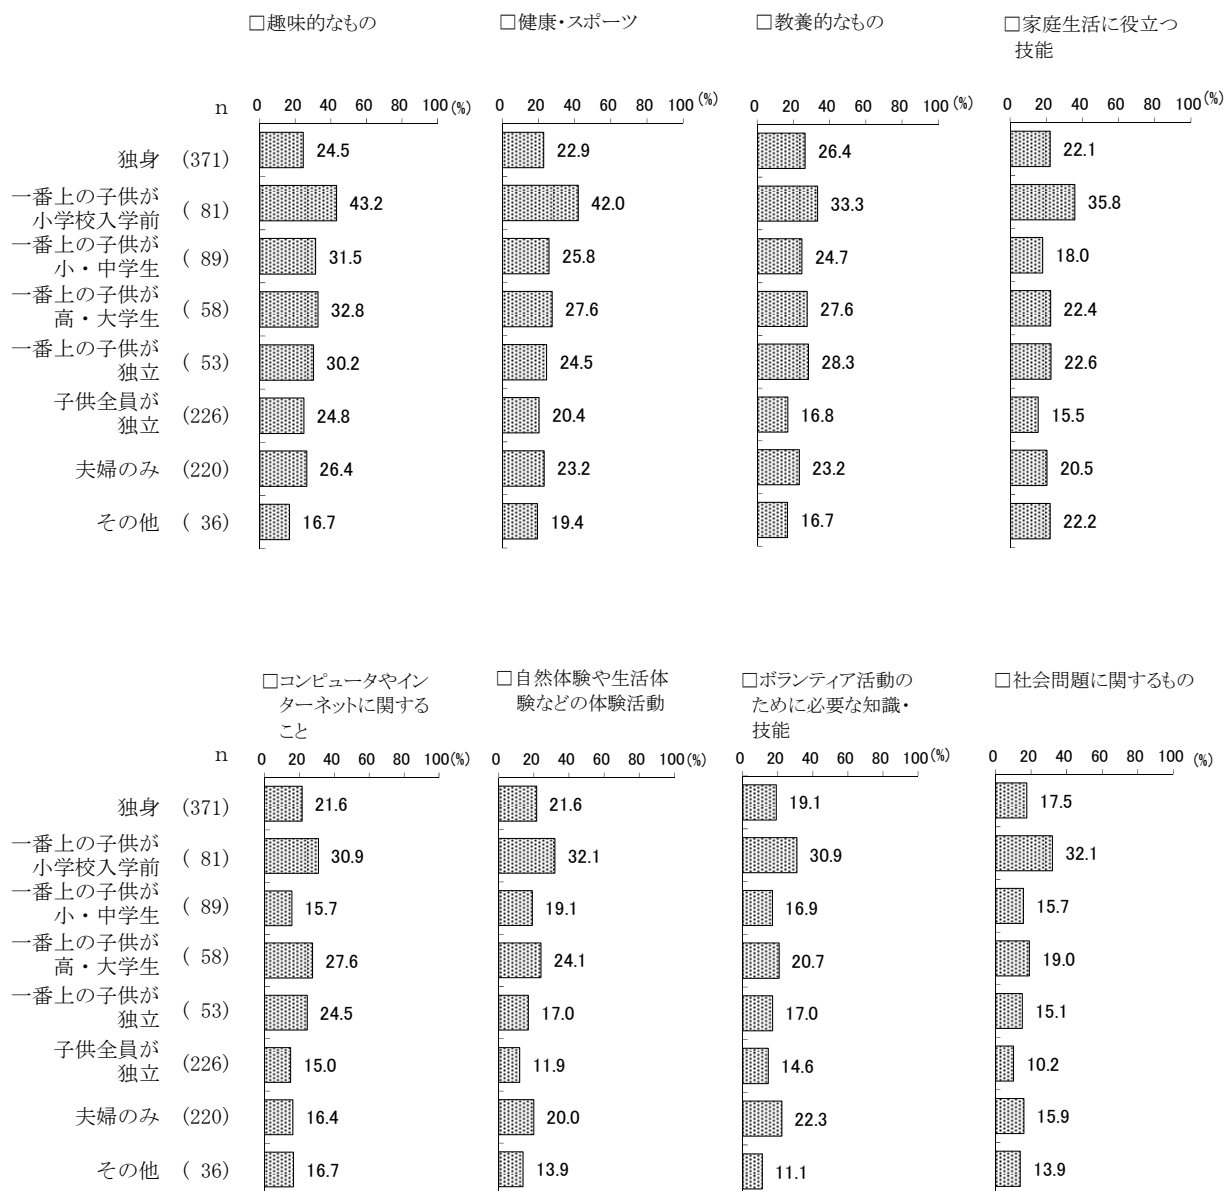 □趣味的なもの □健康・スポーツ □教養的なもの □家庭生活に役立つ
技能
n 0 20 40 60 80 100(%) 0 20 40 60 80 100(%) 0 20 40 60 80 100(%) 0 20 40 60 80 100(%)
独身 (371) 24.5 22.9 26.4 22.1
一番上の子供が
小学校入学前 ( 81) 43.2 42.0 33.3 35.8
一番上の子供が
小・中学生 ( 89) 31.5 25.8 24.7 18.0
一番上の子供が
高・大学生 ( 58) 32.8 27.6 27.6 22.4
一番上の子供が
独立 ( 53) 30.2 24.5 28.3 22.6
子供全員が
独立 (226) 24.8 20.4 16.8 15.5
夫婦のみ (220) 26.4 23.2 23.2 20.5
その他 ( 36) 16.7 19.4 16.7 22.2
□コンピュータやイン □自然体験や生活体 □ボランティア活動の □社会問題に関するもの
ターネットに関する 験などの体験活動 ために必要な知識・
こと 技能
n 0 20 40 60 80 100(%) 0 20 40 60 80 100(%) 0 20 40 60 80 100(%) 0 20 40 60 80 100(%)
独身 (371) 21.6 21.6 19.1 17.5
一番上の子供が
小学校入学前 ( 81) 30.9 32.1 30.9 32.1
一番上の子供が
小・中学生 ( 89) 15.7 19.1 16.9 15.7
一番上の子供が
高・大学生 ( 58) 27.6 24.1 20.7 19.0
一番上の子供が
独立 ( 53) 24.5 17.0 17.0 15.1
子供全員が
独立 (226) 15.0 11.9 14.6 10.2
夫婦のみ (220) 16.4 20.0 22.3 15.9
その他 ( 36) 16.7 13.9 11.1 13.9